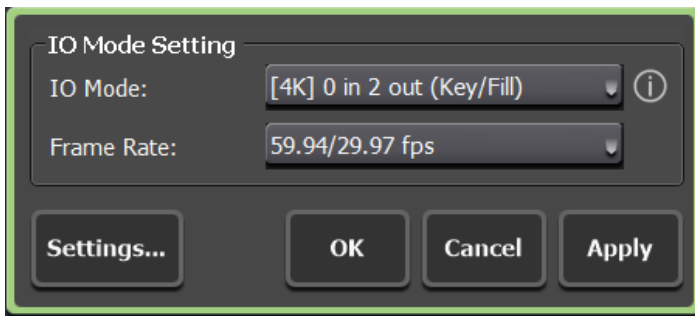 IO Mode Setting
IO Mode: [4K] 0 in 2 out (Key/Fill)
Frame Rate: 59.94/29.97 fps
Settings... OK Cancel Apply